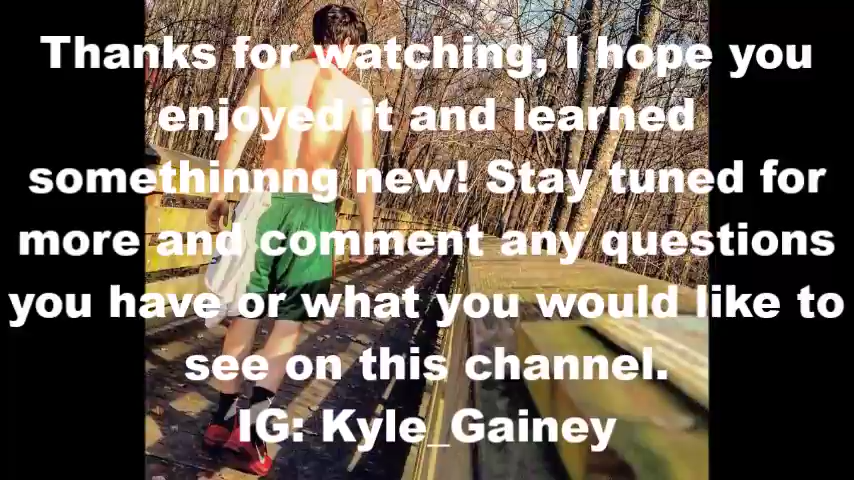 Thanks for watching, I hope you
enjoyed it and learned
somethinnng new! Stay tuned for
more and comment any questions
you have or what you would like to
see on this channel.
IG: Kyle_Gainey